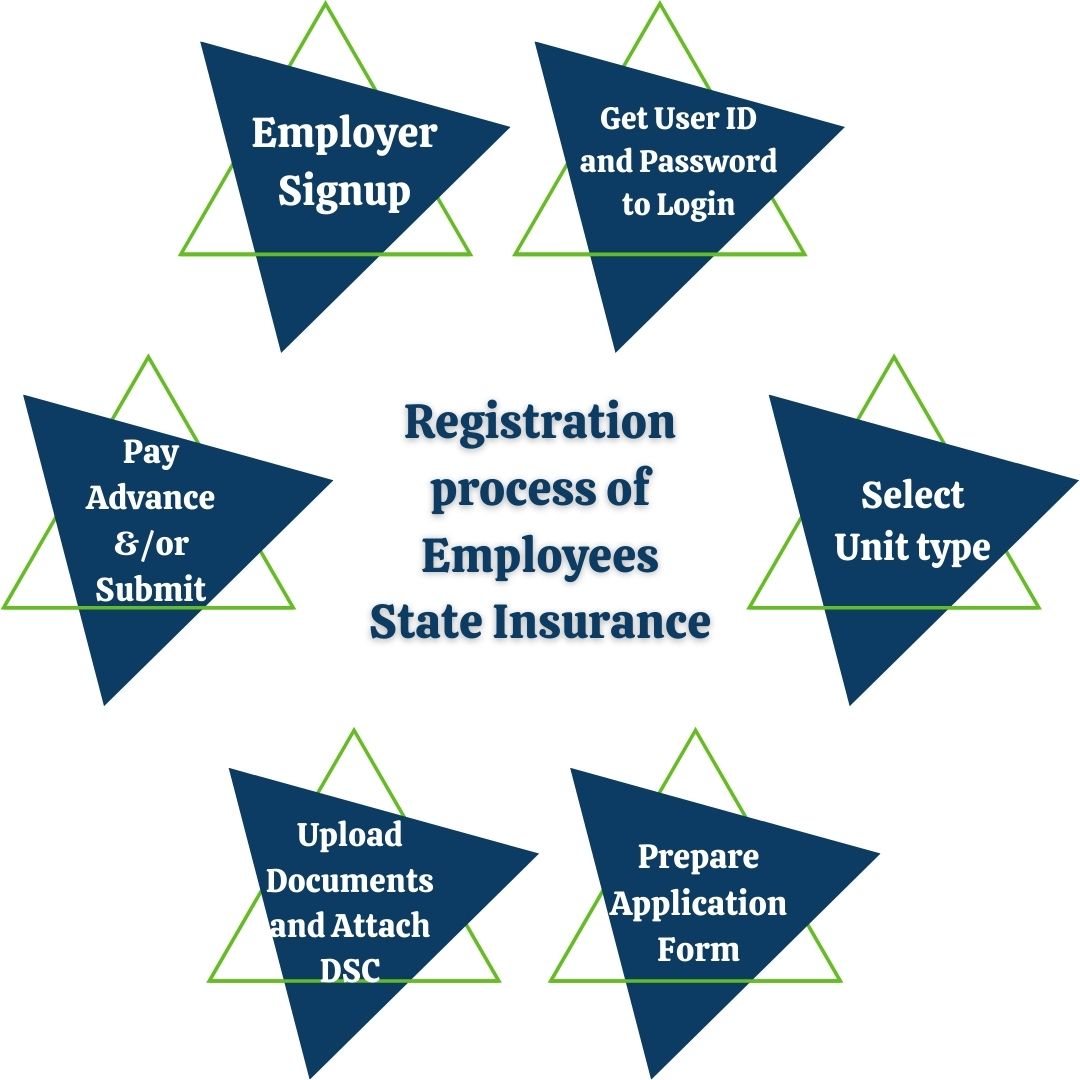 Employer
Signup
Get User ID
and Password
to Login
Pay
Advance
&/or
Submit
Registration
process of
Employees
State Insurance
Select
Unit type
Upload
Documents
and Attach
DSC
Prepare
Application
Form